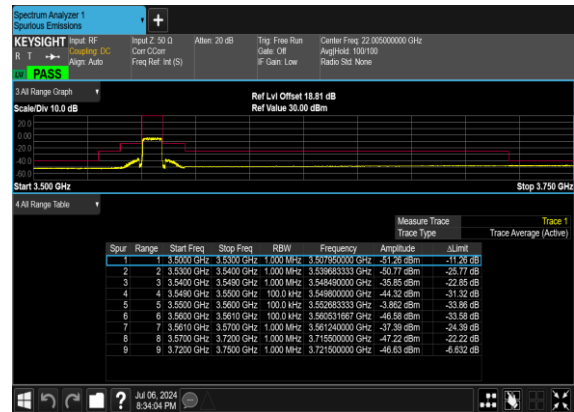 Spectrum Analyzer 1
Spurious Emissions
KEYSIGHT Input: RF
R T Coupling: DC
Align: Auto
Input Z: 50 Ω
Corr CCorr
Freq Ref: Int (S)
Atten: 20 dB
Trig: Free Run
Gate: Off
IF Gain: Low
Center Freq: 22.005000000 GHz
Avg|Hold: 100/100
Radio Std: None
PASS
3 All Range Graph
Ref Lvl Offset 18.81 dB
Scale/Div 10.0 dB
Ref Value 30.00 dBm
20.0
0.00
-20.0
-40.0
-60.0
Start 3.500 GHz
Stop 3.750 GHz
4 All Range Table
Measure Trace Trace 1
Trace Type Trace Average (Active)
Spur Range Start Freq Stop Freq RBW Frequency Amplitude ΔLimit
1 1 3.5000 GHz 3.5300 GHz 1.000 MHz 3.507950000 GHz -51.26 dBm -11.26 dB
2 2 3.5300 GHz 3.5400 GHz 1.000 MHz 3.539683333 GHz -50.77 dBm -25.77 dB
3 3 3.5400 GHz 3.5490 GHz 1.000 MHz 3.548490000 GHz -35.85 dBm -22.85 dB
4 4 3.5490 GHz 3.5500 GHz 100.0 kHz 3.549800000 GHz -44.32 dBm -31.32 dB
5 5 3.5500 GHz 3.5600 GHz 100.0 kHz 3.552683333 GHz -3.862 dBm -33.86 dB
6 6 3.5600 GHz 3.5610 GHz 100.0 kHz 3.560531667 GHz -46.58 dBm -33.58 dB
7 7 3.5610 GHz 3.5700 GHz 1.000 MHz 3.561240000 GHz -37.39 dBm -24.39 dB
8 8 3.5700 GHz 3.7200 GHz 1.000 MHz 3.715500000 GHz -47.22 dBm -22.22 dB
9 9 3.7200 GHz 3.7500 GHz 1.000 MHz 3.721500000 GHz -46.63 dBm -6.632 dB
Jul 06, 2024
8:34:04 PM